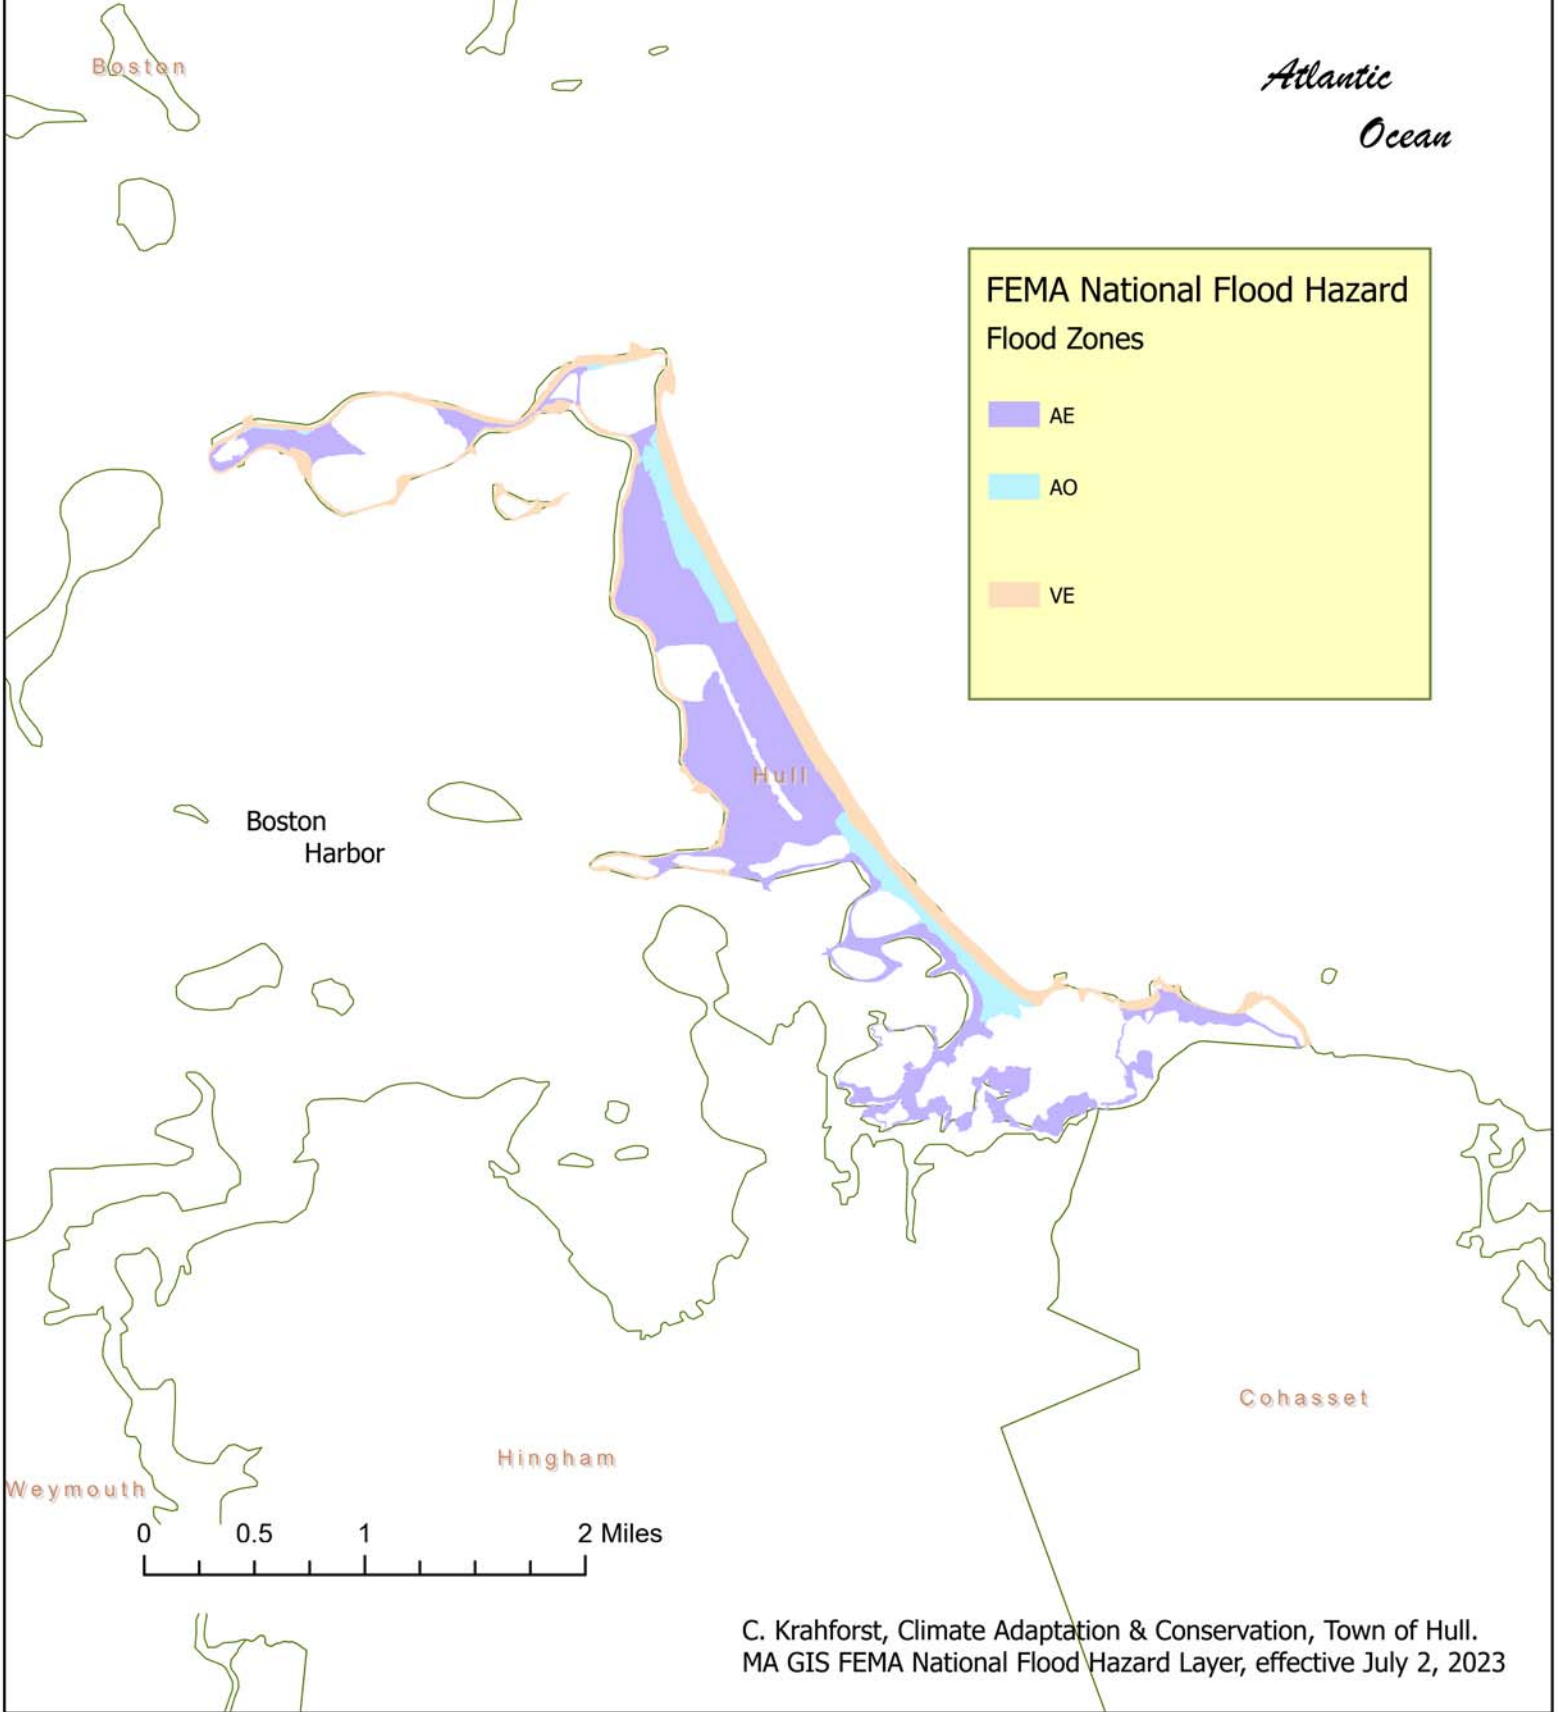 Boston
Atlantic
Ocean
FEMA National Flood Hazard
Flood Zones
AE
AO
VE
Hull
Boston
Harbor
Cohasset
Hingham
Weymouth
0 0.5 1 2 Miles
C. Krahforst, Climate Adaptation & Conservation, Town of Hull.
MA GIS FEMA National Flood Hazard Layer, effective July 2, 2023